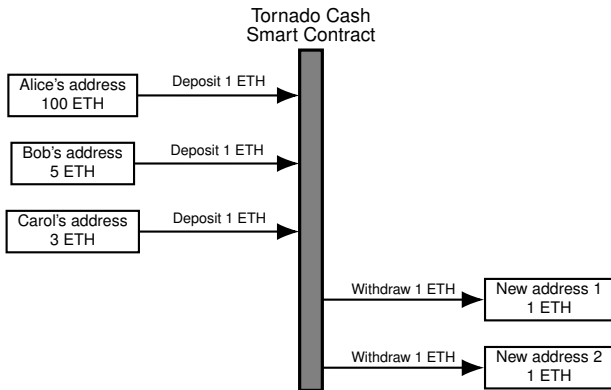 Tornado Cash
Smart Contract
Alice's address
100 ETH
Deposit 1 ETH
Bob's address
5 ETH
Deposit 1 ETH
Carol's address
3 ETH
Deposit 1 ETH
Withdraw 1 ETH
New address 1
1 ETH
Withdraw 1 ETH
New address 2
1 ETH